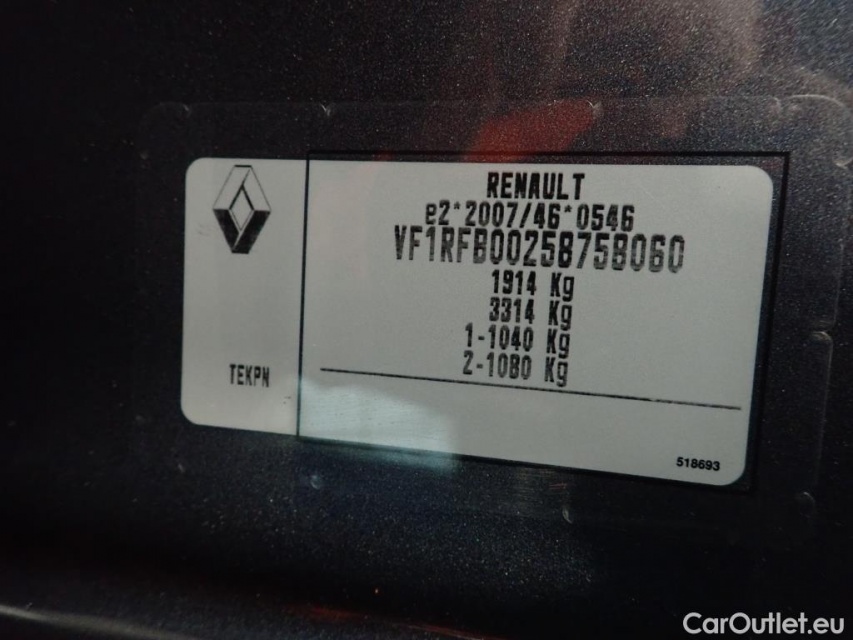 RENAULT
e2*2007/46*0546
VF1RFB00258758060
1914 Kg
3314 Kg
1-1040 Kg
2-1080 Kg
TEKPN
518693
CarOutlet.eu